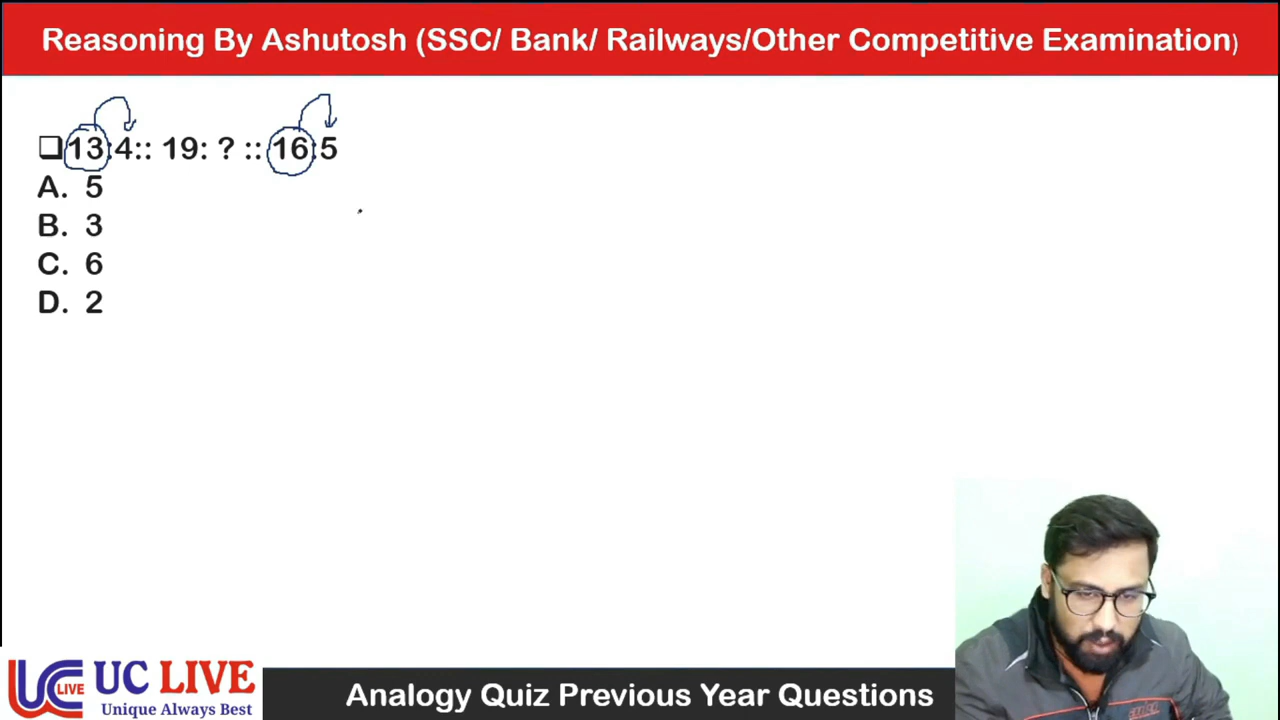 Reasoning By Ashutosh (SSC/ Bank/ Railways/Other Competitive Examination)
❑13:4:: 19: ? :: 16:5
A. 5
B. 3
C. 6
D. 2
UC LIVE
LIVE
Unique Always Best
Analogy Quiz Previous Year Questions